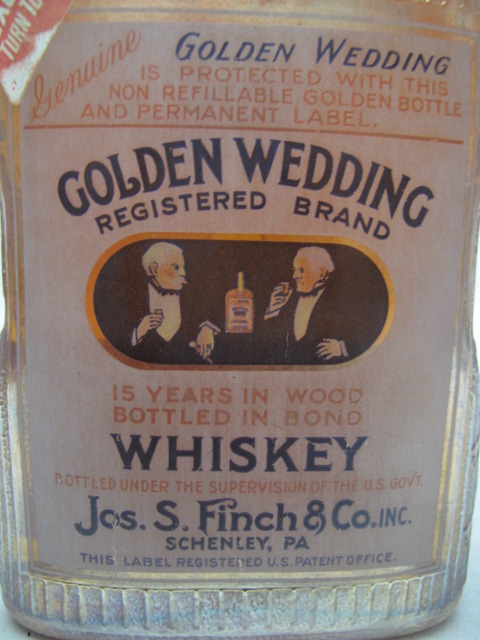 TURN TO
Genuine GOLDEN WEDDING
IS PROTECTED WITH THIS
NON REFILLABLE GOLDEN BOTTLE
AND PERMANENT LABEL.
GOLDEN WEDDING
REGISTERED BRAND
15 YEARS IN WOOD
BOTTLED IN BOND
WHISKEY
BOTTLED UNDER THE SUPERVISION OF THE U.S. GOV'T.
Jos. S. Finch & Co. INC.
SCHENLEY, PA
THIS LABEL REGISTERED U.S. PATENT OFFICE.